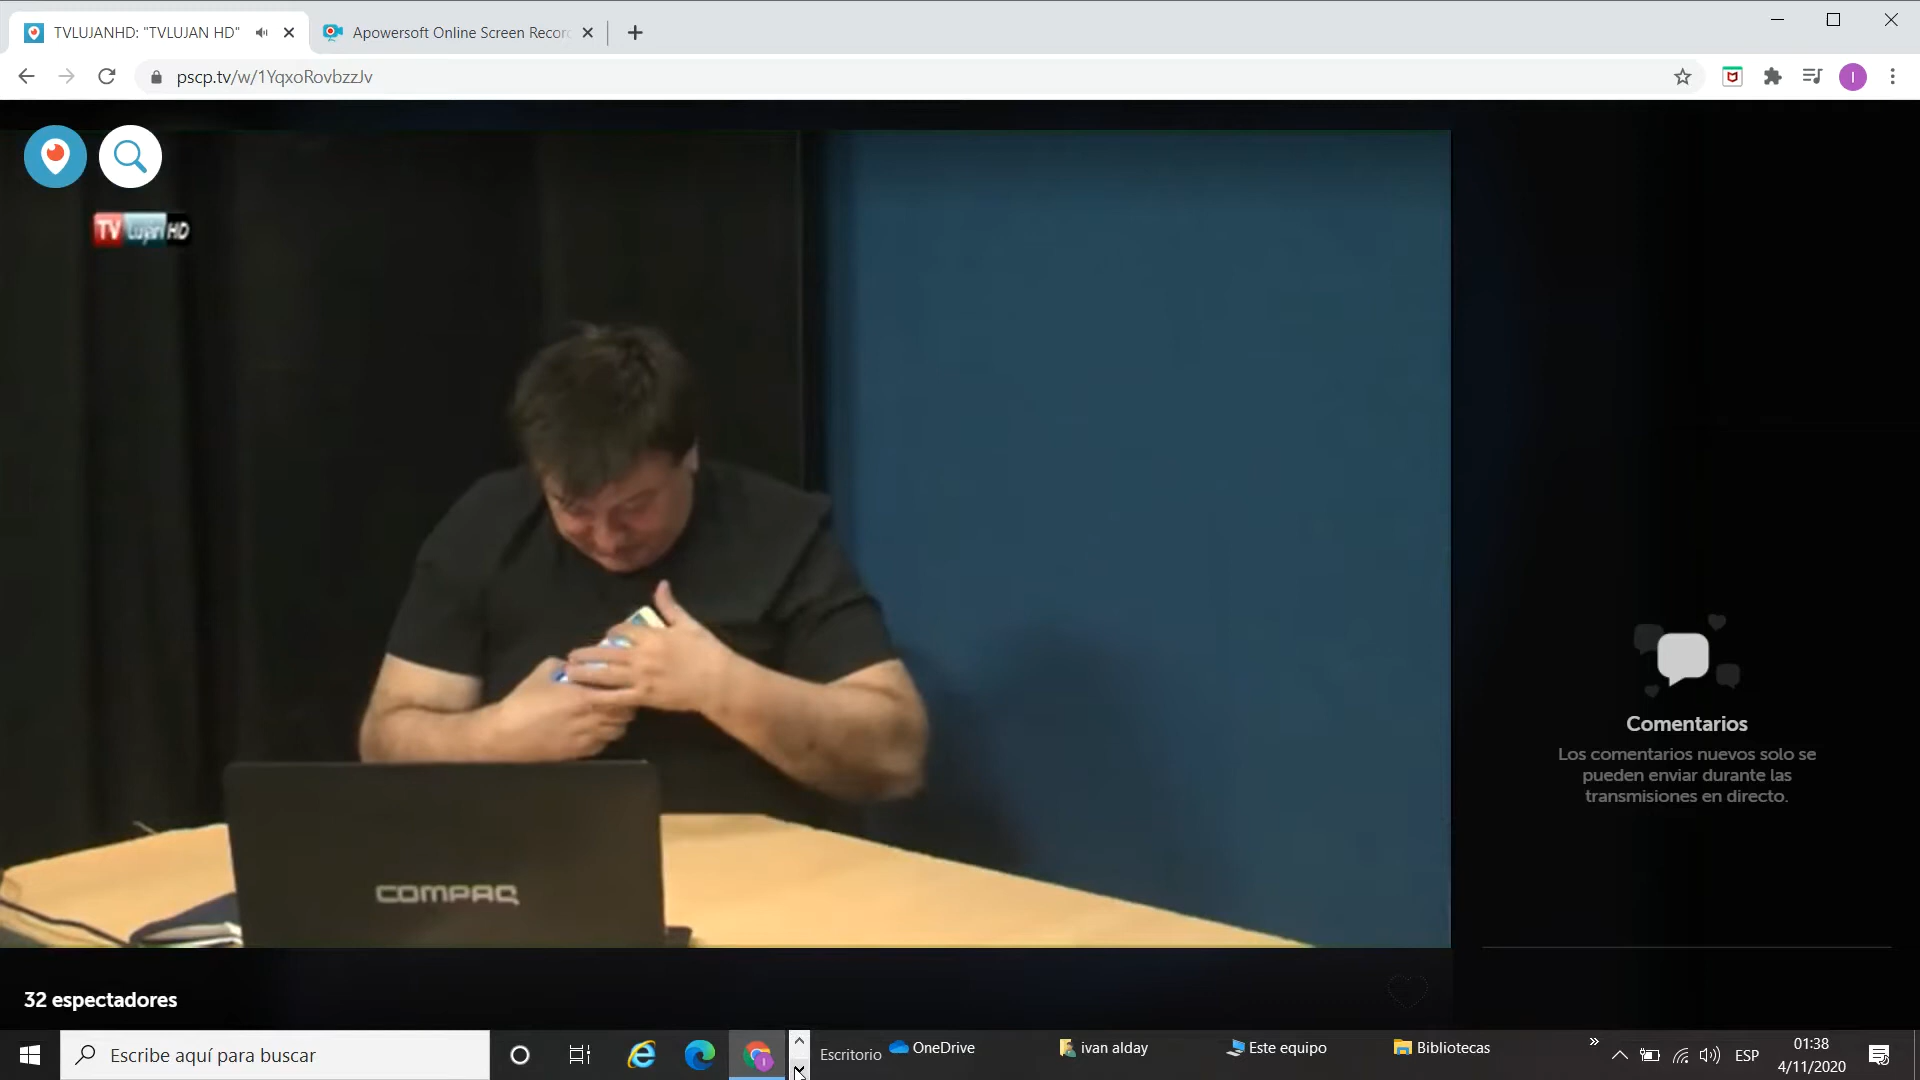 TVLUJANHD: "TVLUJAN HD"
Apowersoft Online Screen Recor
pscp.tv/w/1YqxoRovbzzJv
I
TV Lujan HD
COMPAQ
Comentarios
Los comentarios nuevos solo se
pueden enviar durante las
transmisiones en directo.
32 espectadores
Escribe aquí para buscar
Escritorio
OneDrive
ivan alday
Este equipo
Bibliotecas
»
ESP
01:38
4/11/2020